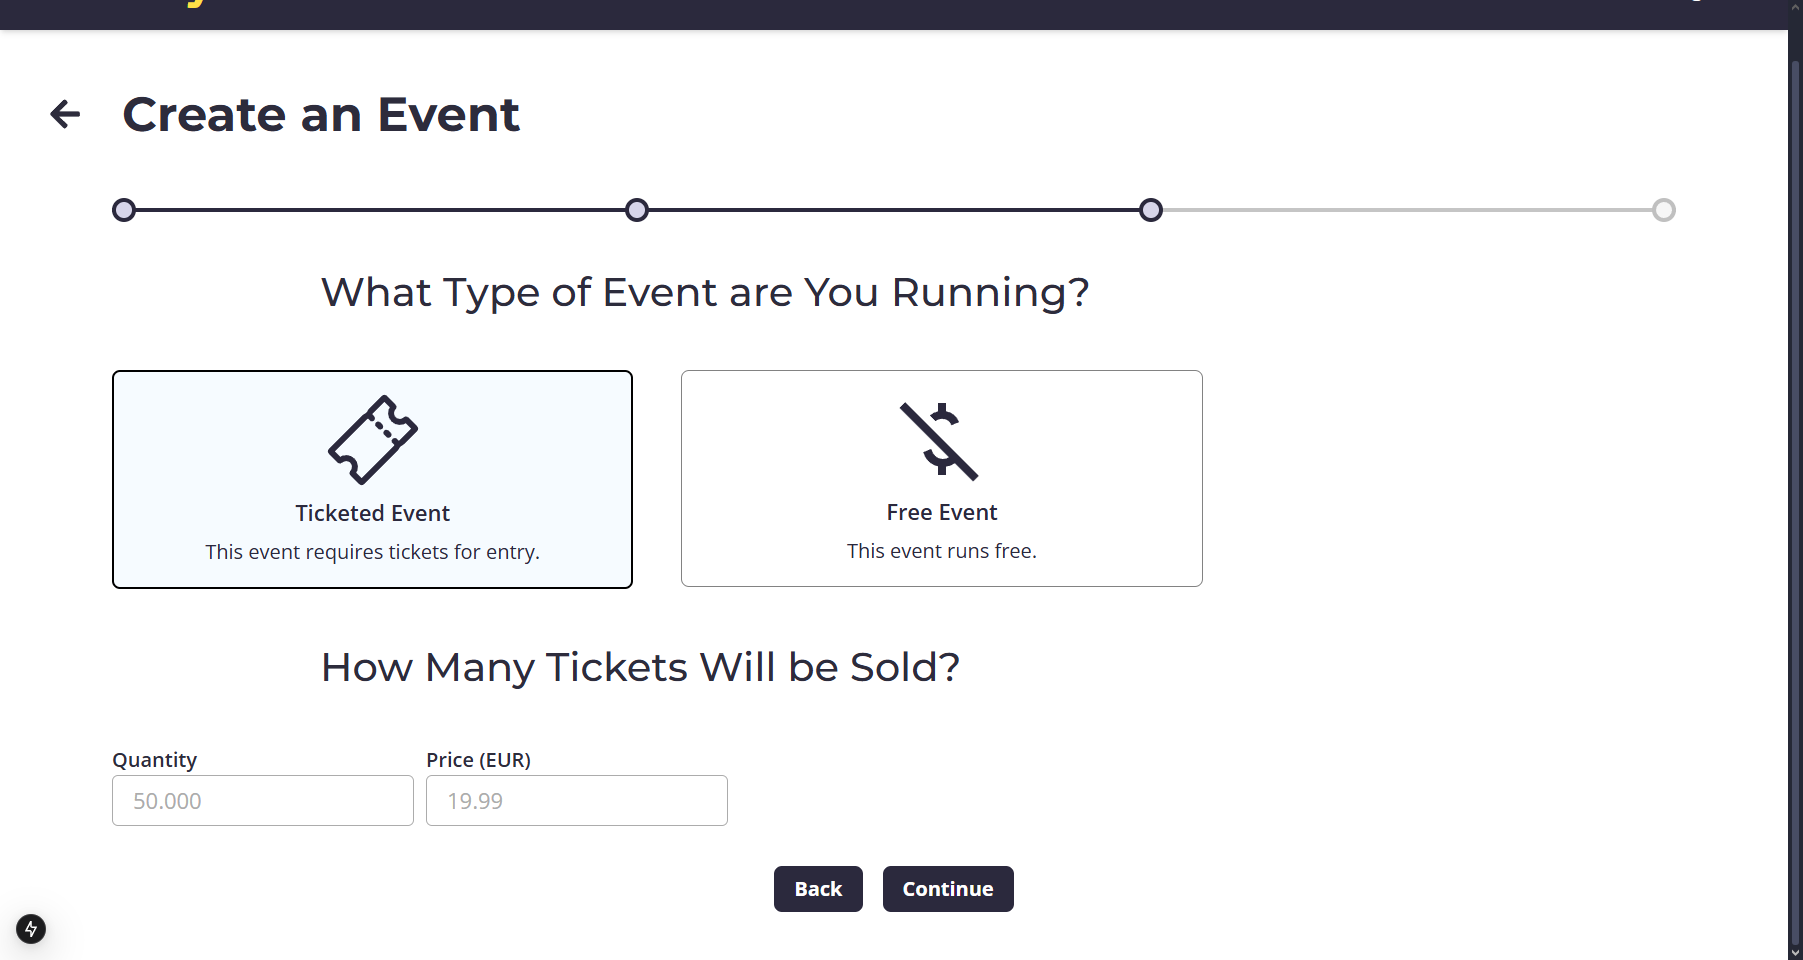 Create an Event
What Type of Event are You Running?
Ticketed Event
This event requires tickets for entry.
Free Event
This event runs free.
How Many Tickets Will be Sold?
Quantity
50.000
Price (EUR)
19.99
Back
Continue